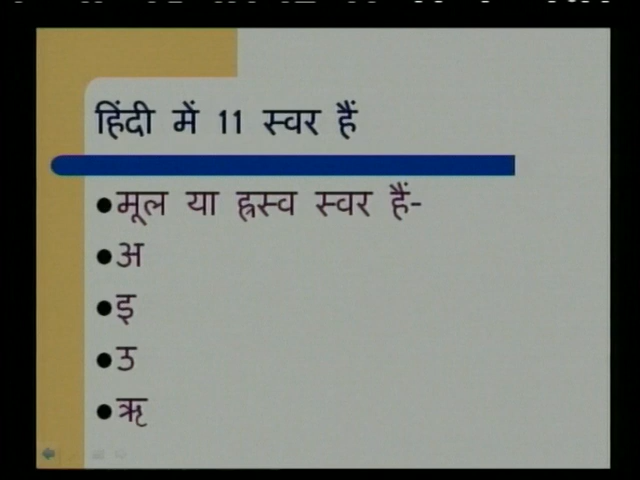 हिंदी में 11 स्वर हैं
•मूल या ह्रस्व स्वर हैं-
•अ
•इ
•उ
•ऋ